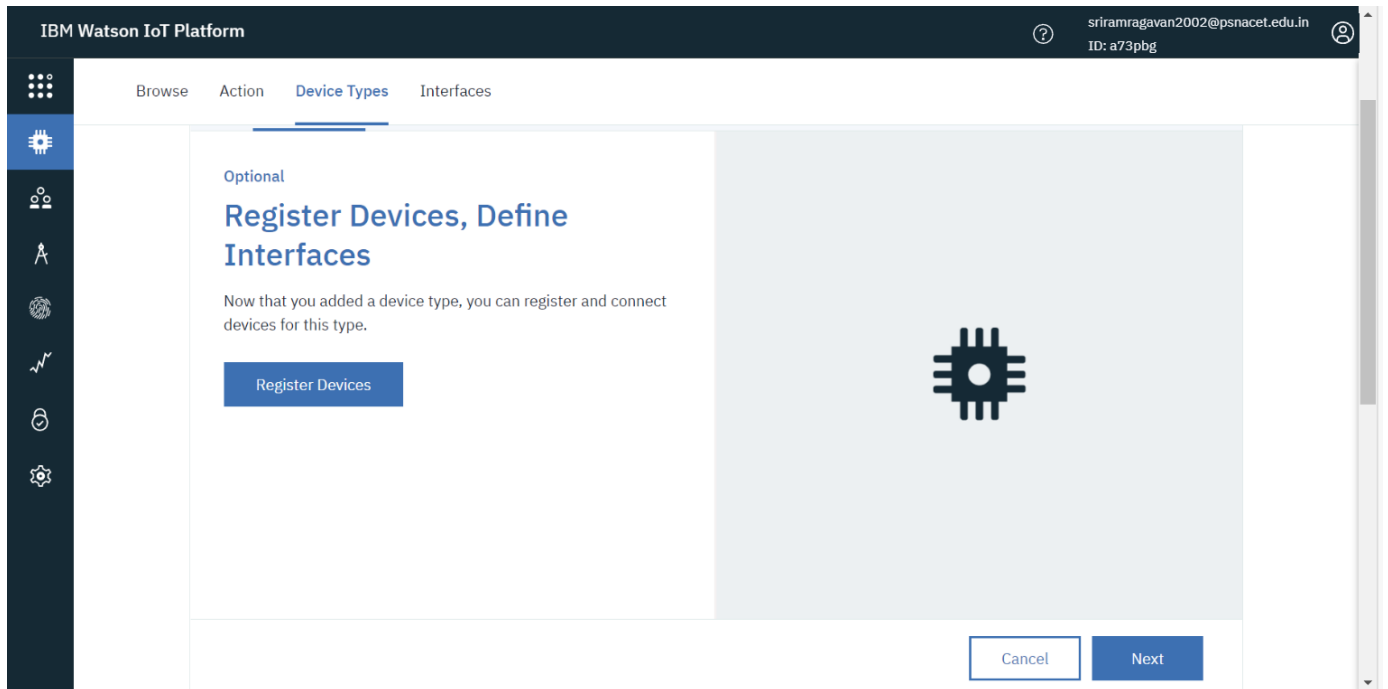 IBM Watson IoT Platform
sriramragavan2002@psnacet.edu.in
ID: a73pbg
Browse Action Device Types Interfaces
Optional
Register Devices, Define
Interfaces
Now that you added a device type, you can register and connect
devices for this type.
Register Devices
Cancel Next